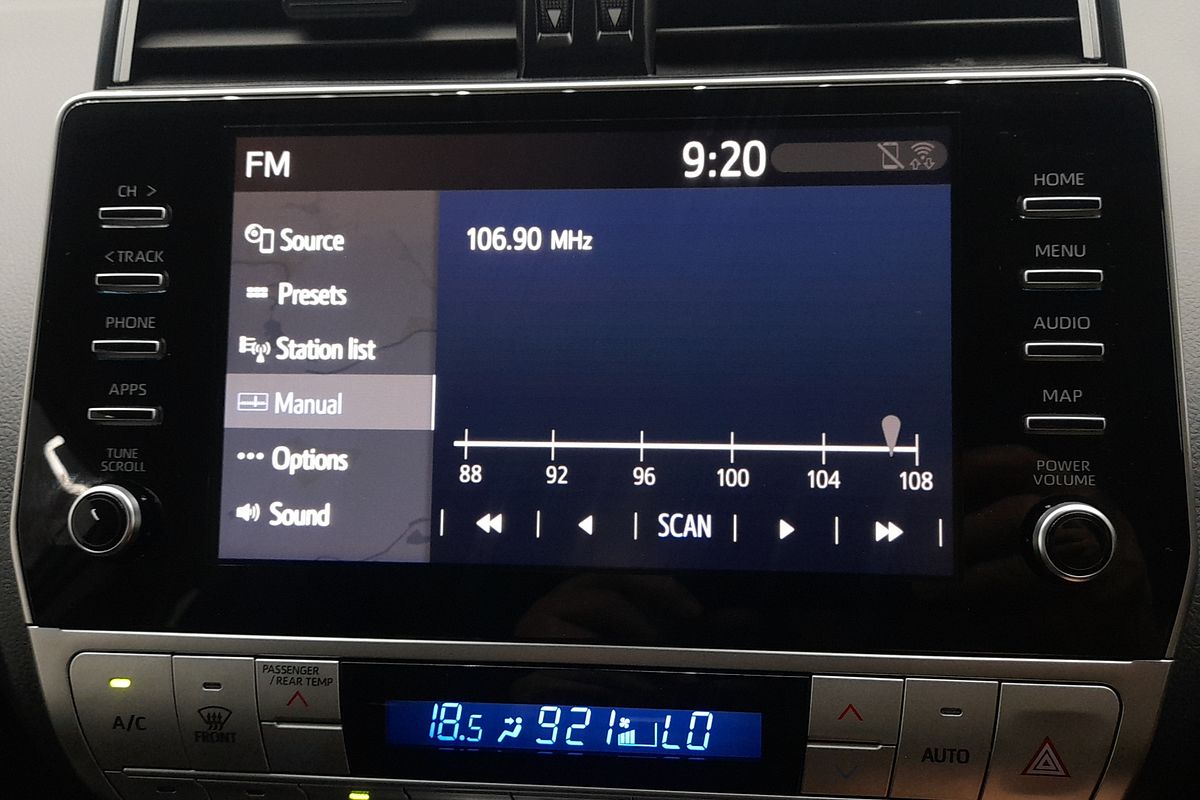 FM
9:20
CH >
< TRACK
PHONE
APPS
TUNE
SCROLL
Source
Presets
Station list
Manual
Options
Sound
106.90 MHz
88 92 96 100 104 108
SCAN
HOME
MENU
AUDIO
MAP
POWER
VOLUME
A/C
FRONT
PASSENGER
/REAR TEMP
18.5 921 LO
AUTO